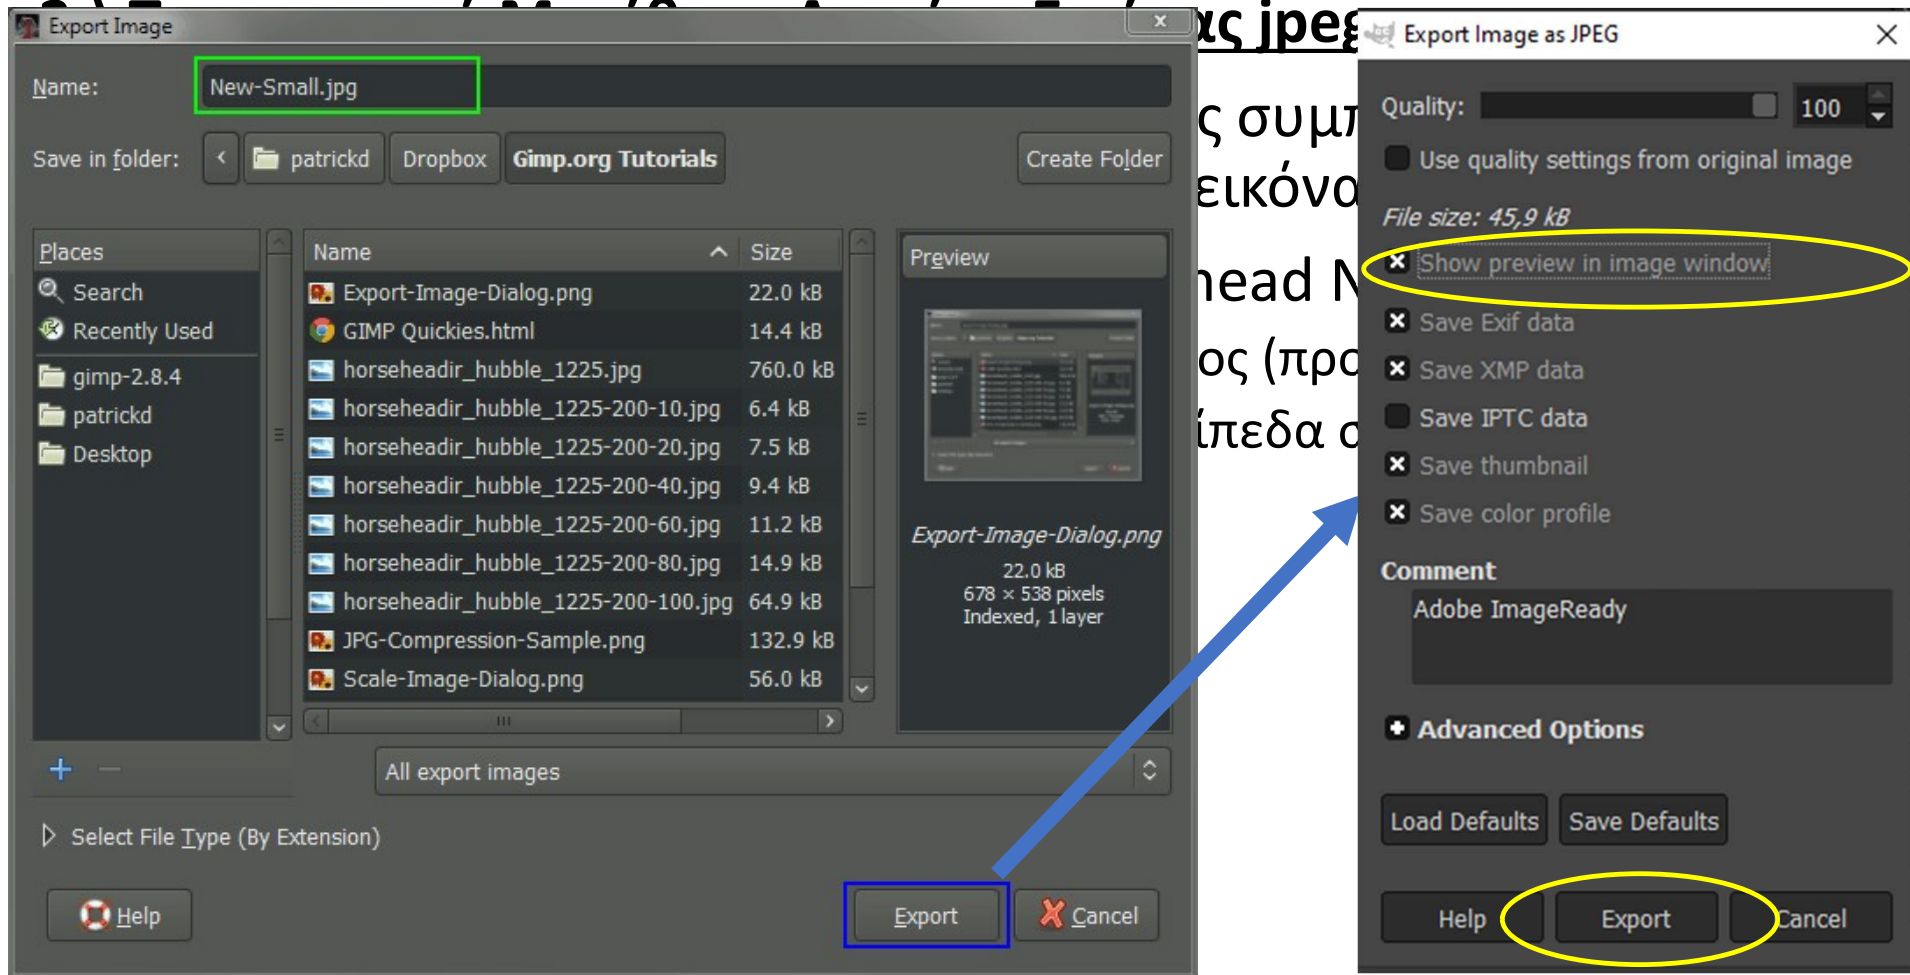 ας jpeg
Export Image
x
Name:
New-Small.jpg
Save in folder:
patrickd
Dropbox
Gimp.org Tutorials
Create Folder
Places
Search
Recently Used
gimp-2.8.4
patrickd
Desktop
Name
Size
Export-Image-Dialog.png 22.0 kB
GIMP Quickies.html 14.4 kB
horseheadir_hubble_1225.jpg 760.0 kB
horseheadir_hubble_1225-200-10.jpg 6.4 kB
horseheadir_hubble_1225-200-20.jpg 7.5 kB
horseheadir_hubble_1225-200-40.jpg 9.4 kB
horseheadir_hubble_1225-200-60.jpg 11.2 kB
horseheadir_hubble_1225-200-80.jpg 14.9 kB
horseheadir_hubble_1225-200-100.jpg 64.9 kB
JPG-Compression-Sample.png 132.9 kB
Scale-Image-Dialog.png 56.0 kB
Preview
Export-Image-Dialog.png
22.0 kB
678 × 538 pixels
Indexed, 1 layer
All export images
Select File Type (By Extension)
Help
Export
Cancel
ς συμπ
εικόνα
head N
ος (προ
ίπεδα σ
Export Image as JPEG
Quality:
100
Use quality settings from original image
File size: 45,9 kB
Show preview in image window
Save Exif data
Save XMP data
Save IPTC data
Save thumbnail
Save color profile
Comment
Adobe ImageReady
Advanced Options
Load Defaults
Save Defaults
Help
Export
Cancel